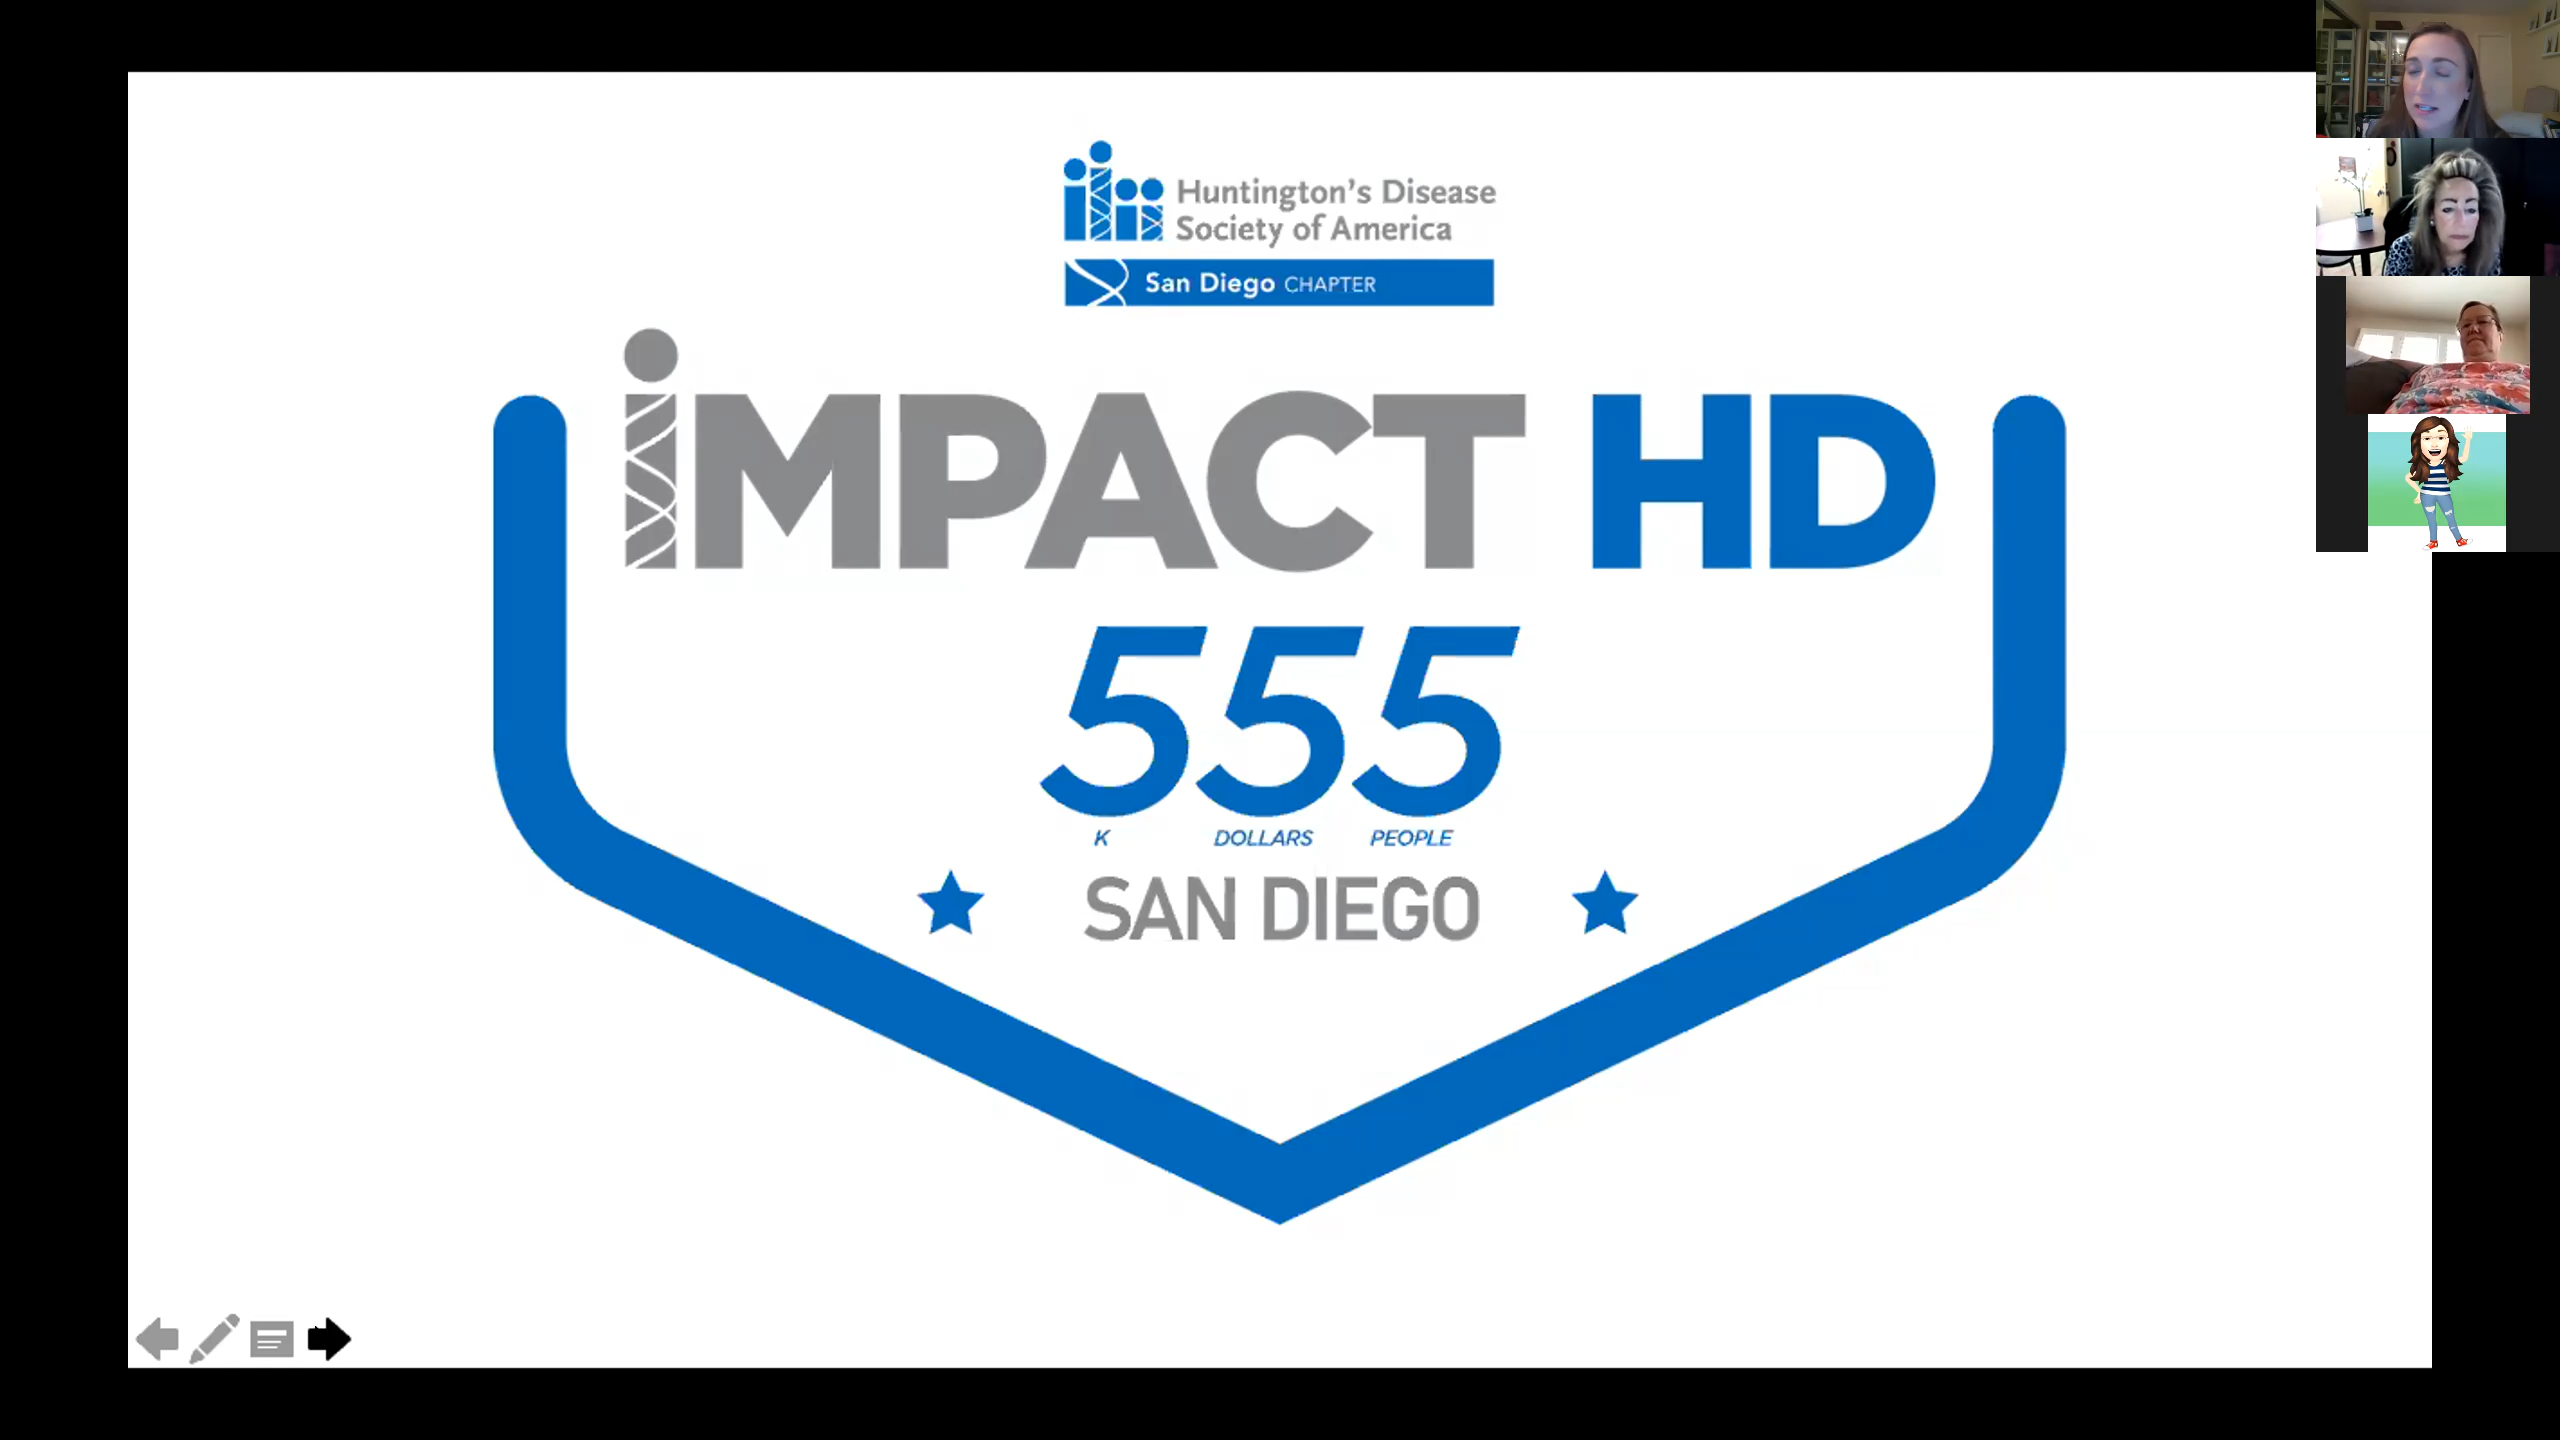 Huntington's Disease
Society of America
San Diego CHAPTER
iMPACT HD
555
K DOLLARS PEOPLE
SAN DIEGO